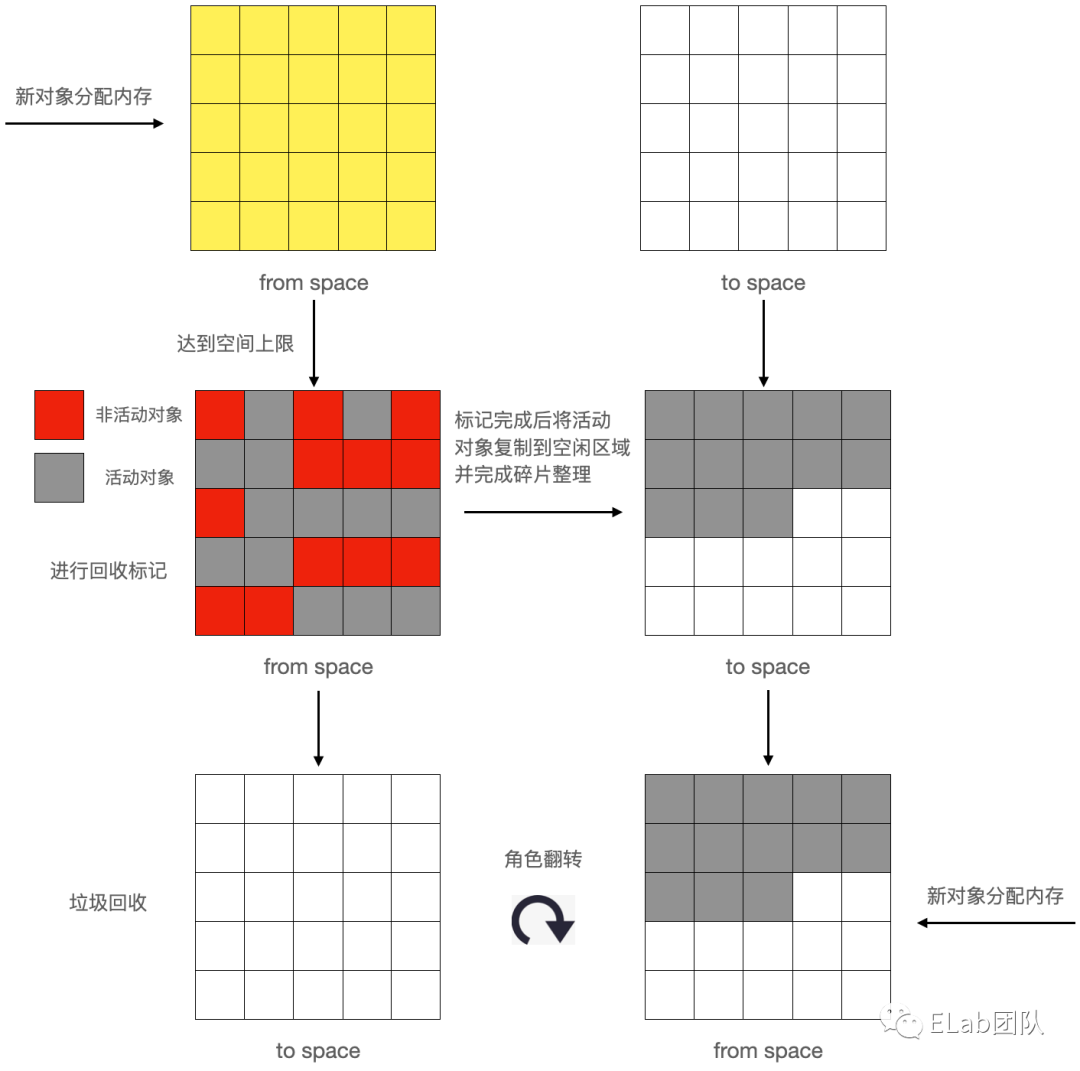 新对象分配内存
from space
to space
达到空间上限
非活动对象
活动对象
进行回收标记
标记完成后将活动
对象复制到空闲区域
并完成碎片整理
from space
to space
角色翻转
垃圾回收
新对象分配内存
to space
from space
ELab团队